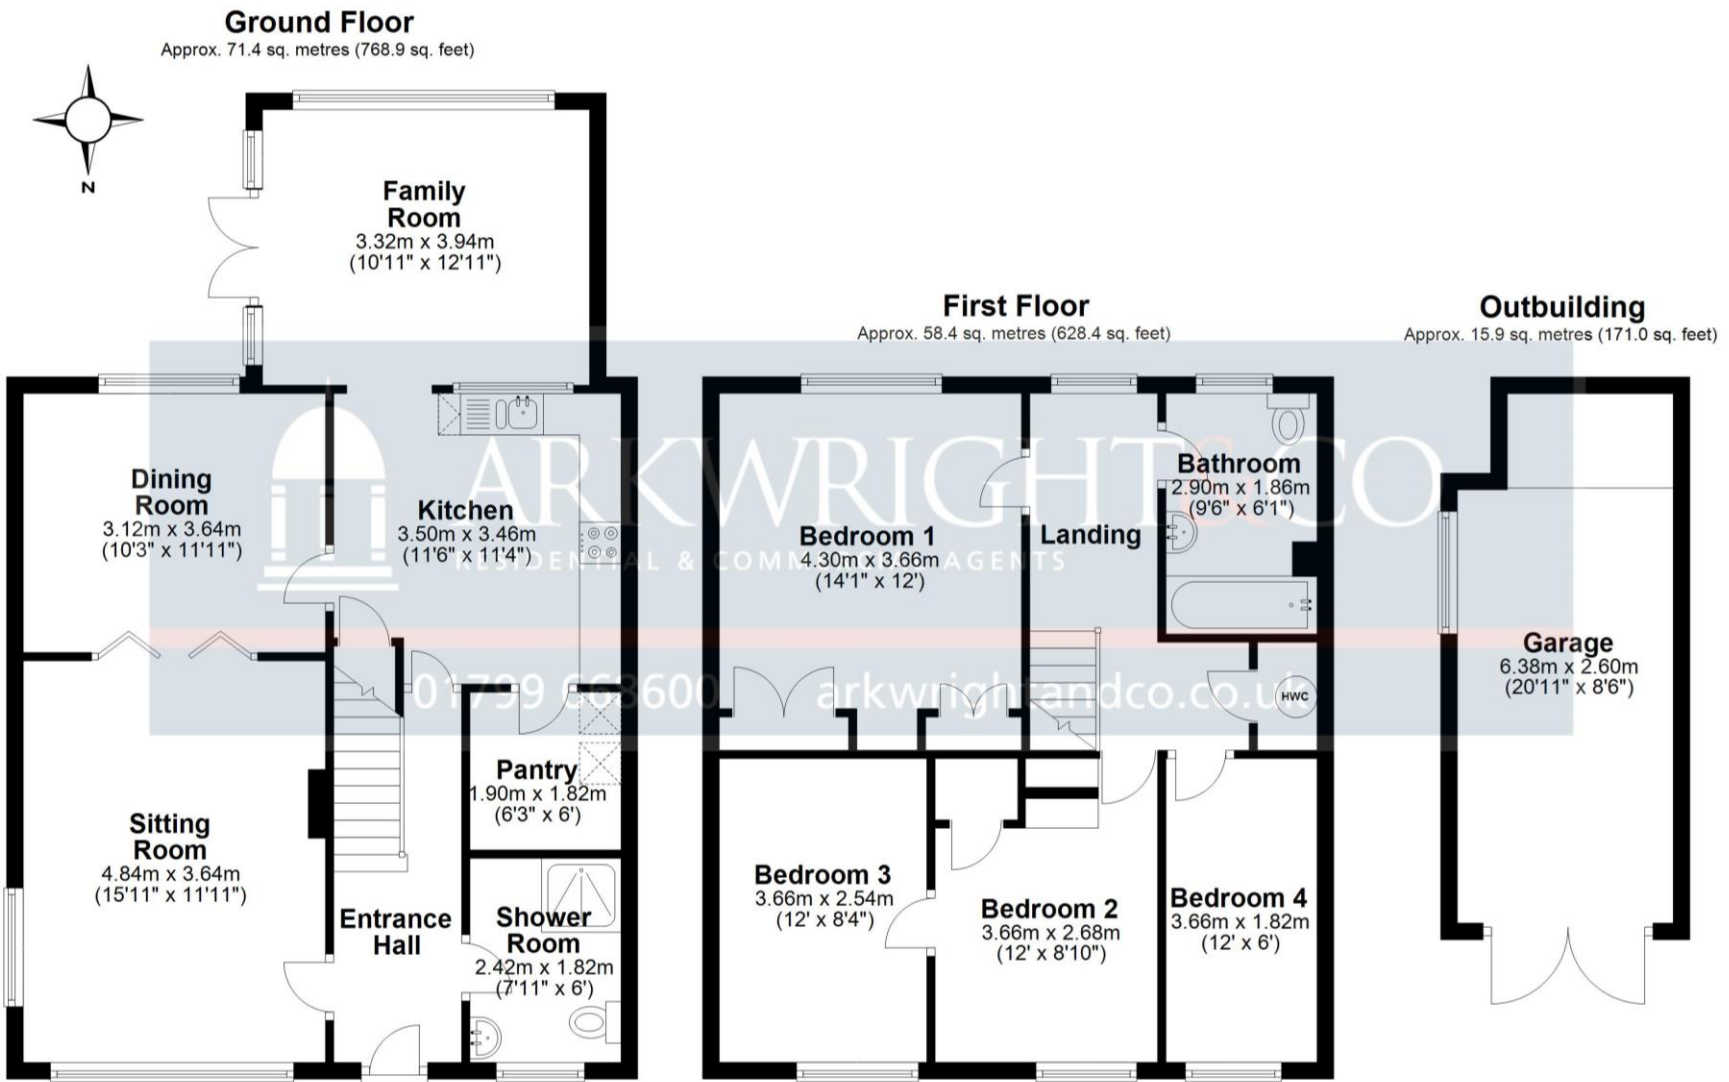 Ground Floor
Approx. 71.4 sq. metres (768.9 sq. feet)
N
Family
Room
3.32m x 3.94m
(10'11" x 12'11")
Dining
Room
3.12m x 3.64m
(10'3" x 11'11")
Kitchen
3.50m x 3.46m
(11'6" x 11'4")
Pantry
1.90m x 1.82m
(6'3" x 6')
Sitting
Room
4.84m x 3.64m
(15'11" x 11'11")
Entrance
Hall
Shower
Room
2.42m x 1.82m
(7'11" x 6')
First Floor
Approx. 58.4 sq. metres (628.4 sq. feet)
Bedroom 1
4.30m x 3.66m
(14'1" x 12')
Landing
Bathroom
2.90m x 1.86m
(9'6" x 6'1")
HWC
Bedroom 3
3.66m x 2.54m
(12' x 8'4")
Bedroom 2
3.66m x 2.68m
(12' x 8'10")
Bedroom 4
3.66m x 1.82m
(12' x 6')
Outbuilding
Approx. 15.9 sq. metres (171.0 sq. feet)
Garage
6.38m x 2.60m
(20'11" x 8'6")
ARKWRIGHT&CO
RESIDENTIAL & COMMERCIAL AGENTS
01799 668600 arkwrightandco.co.uk